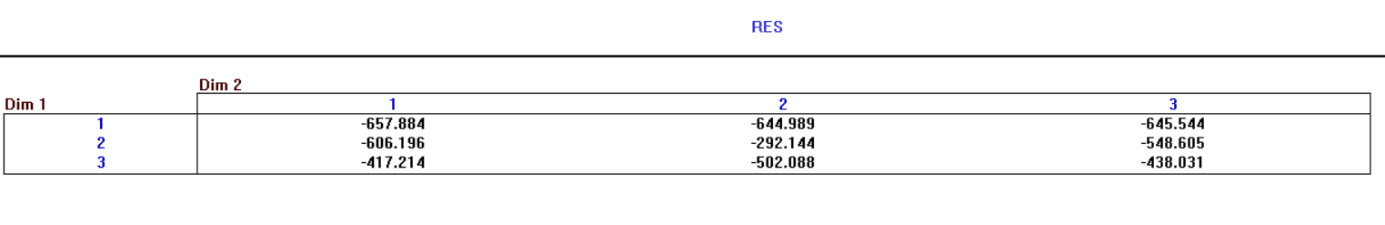 RES
Dim 2
Dim 1 1 2 3
1 -657.884 -644.989 -645.544
2 -606.196 -292.144 -548.605
3 -417.214 -502.088 -438.031